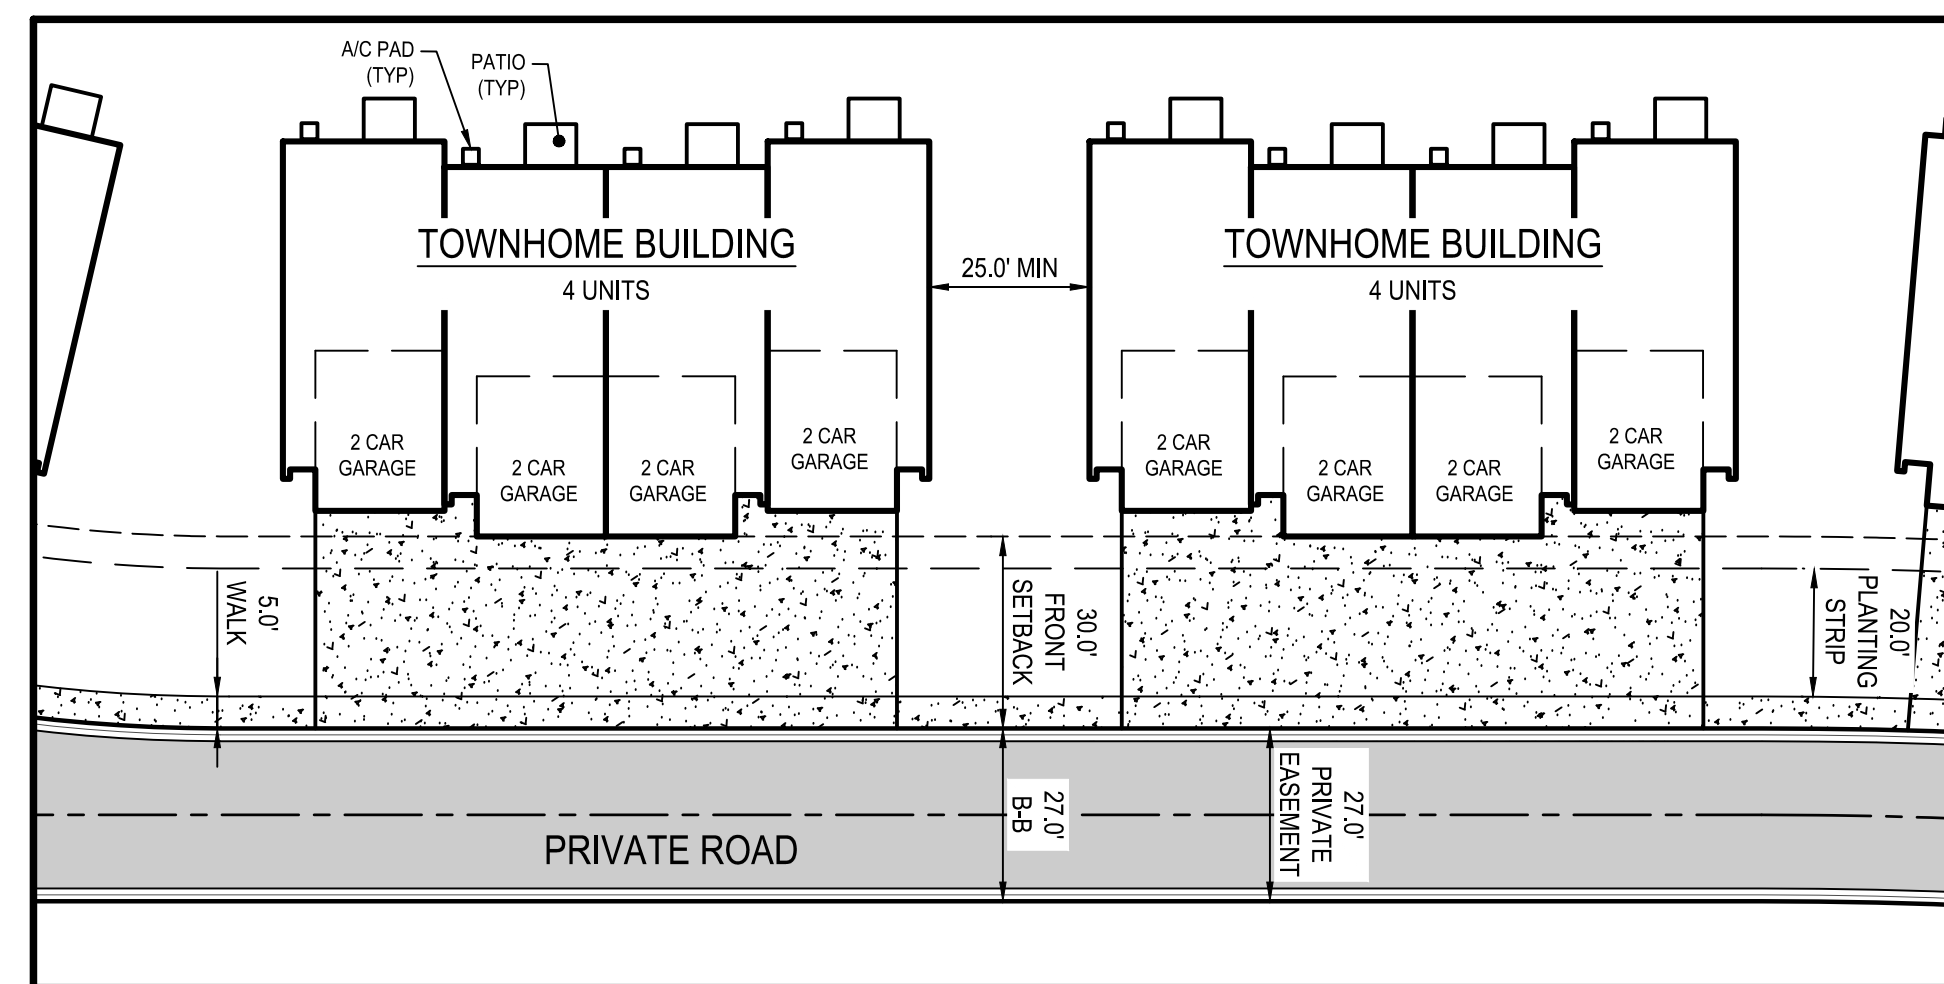 A/C PAD
(TYP)
PATIO
(TYP)
TOWNHOME BUILDING
4 UNITS
25.0' MIN
TOWNHOME BUILDING
4 UNITS
2 CAR
GARAGE
2 CAR
GARAGE
2 CAR
GARAGE
2 CAR
GARAGE
2 CAR
GARAGE
2 CAR
GARAGE
2 CAR
GARAGE
2 CAR
GARAGE
5.0'
WALK
30.0'
FRONT
SETBACK
20.0'
PLANTING
STRIP
27.0'
B-B
27.0'
PRIVATE
EASEMENT
PRIVATE ROAD